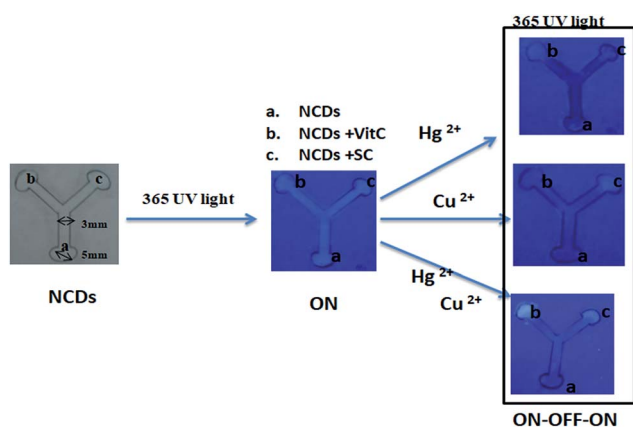 365 UV light
b c
a
a. NCDs
b. NCDs +VitC
c. NCDs +SC
Hg 2+
b c
3mm
a
5mm
NCDs
365 UV light
b c
a
ON
Cu 2+
b c
a
Hg 2+
Cu 2+
b c
a
ON-OFF-ON